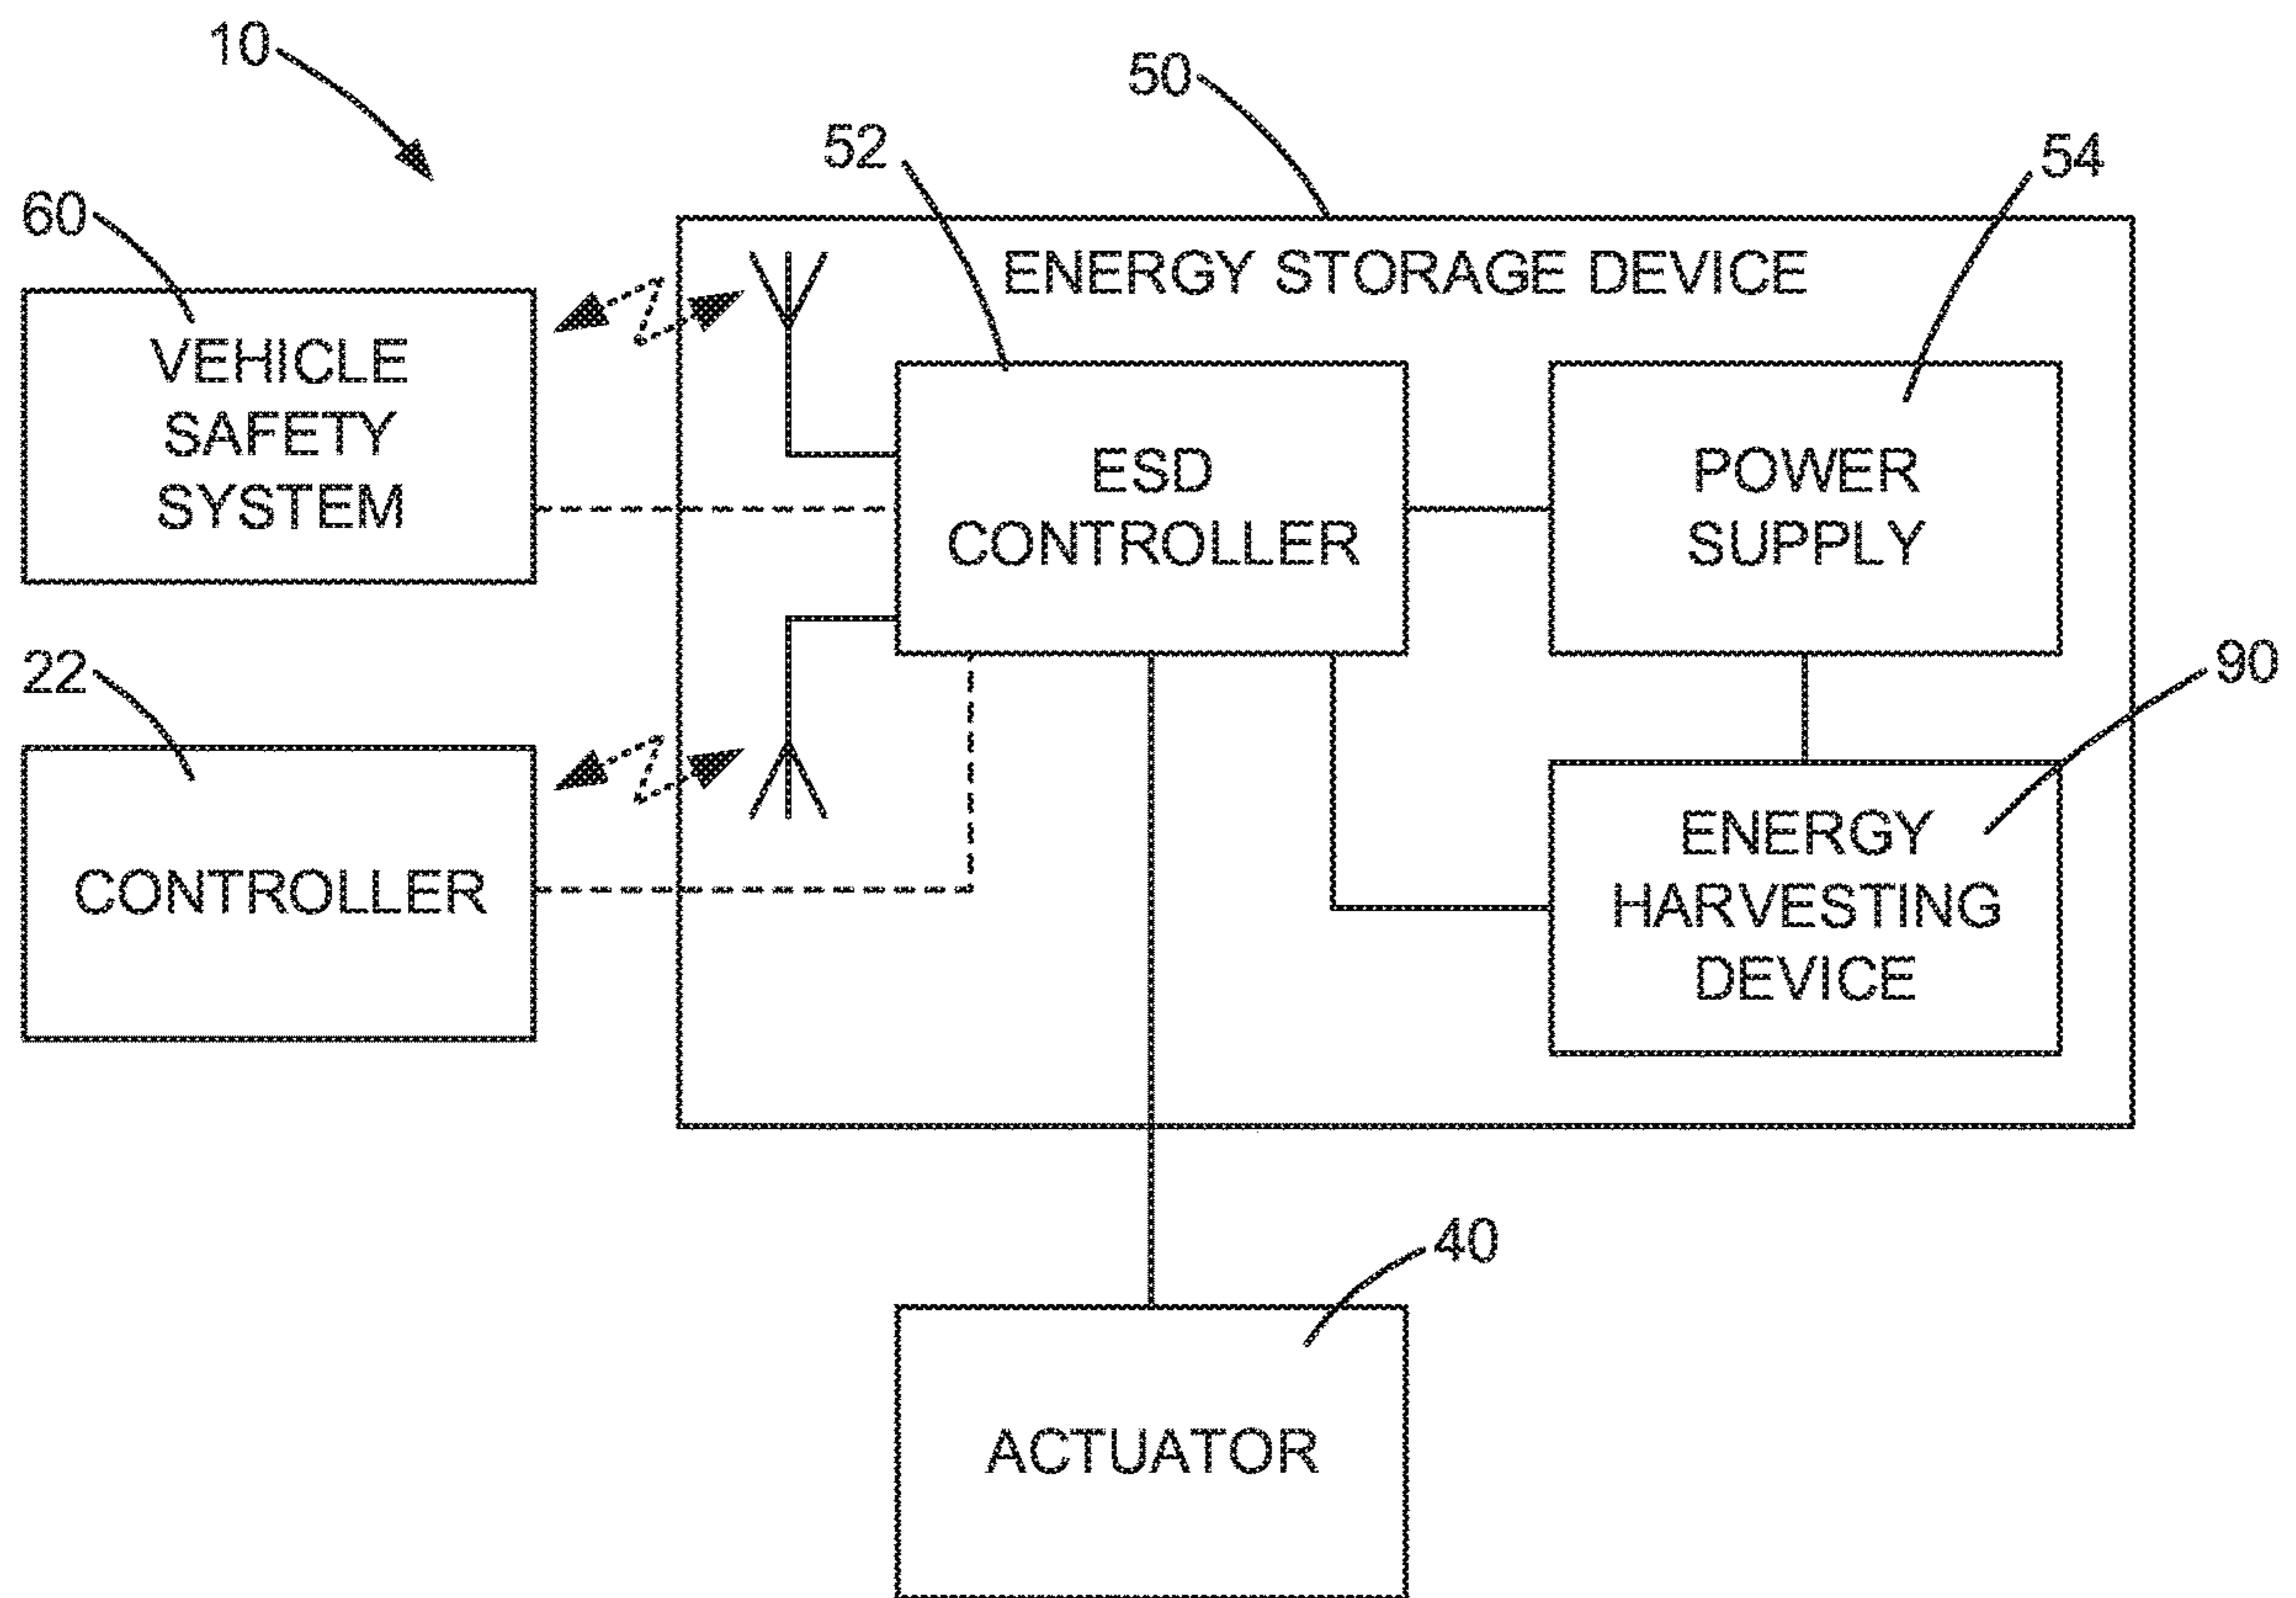 10
50
52
54
60
ENERGY STORAGE DEVICE
VEHICLE
SAFETY
SYSTEM
ESD
CONTROLLER
POWER
SUPPLY
22
90
CONTROLLER
ENERGY
HARVESTING
DEVICE
40
ACTUATOR